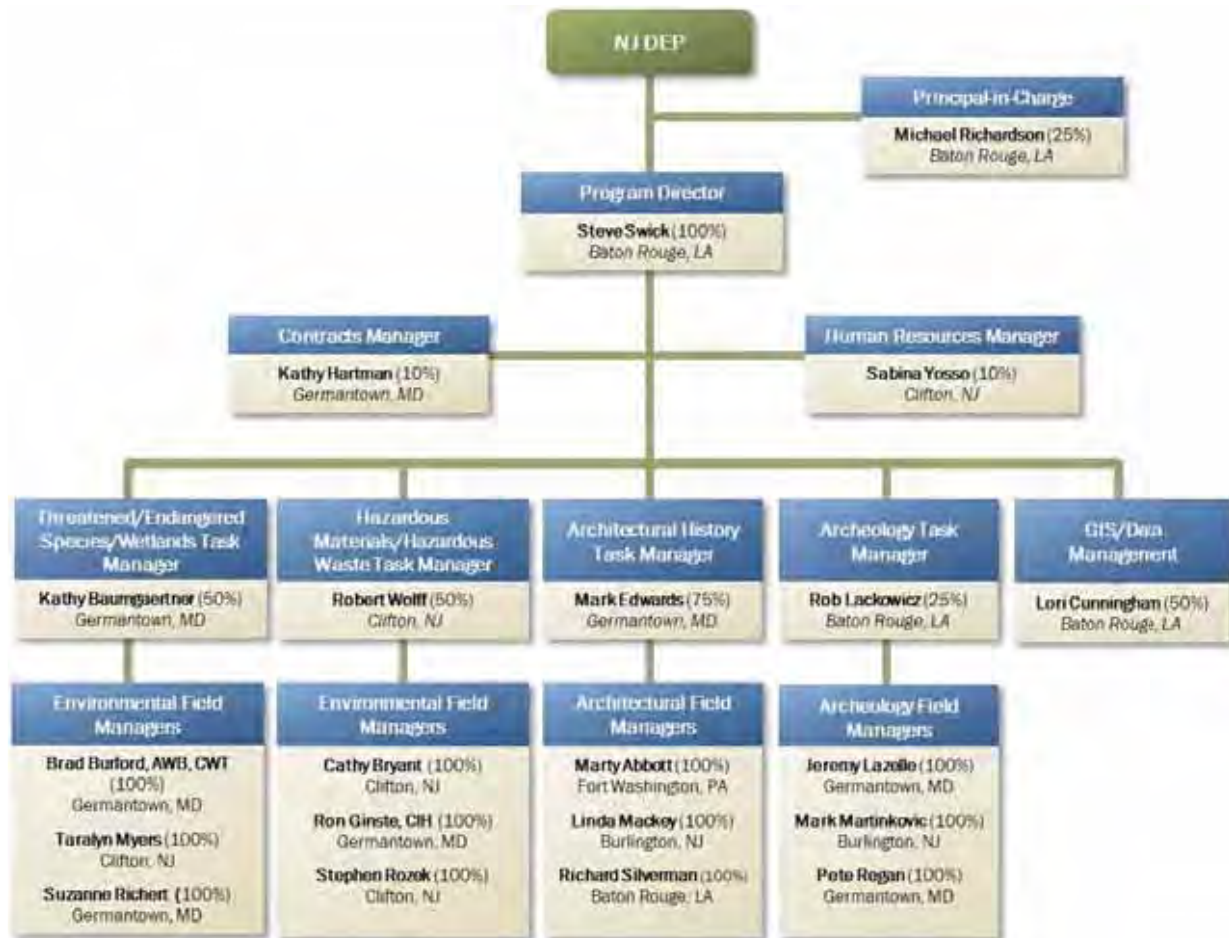 NJ DEP
Principal-in-Charge
Michael Richardson (25%)
Baton Rouge, LA
Program Director
Steve Swick (100%)
Baton Rouge, LA
Contracts Manager
Kathy Hartman (10%)
Germantown, MD
Human Resources Manager
Sabina Yosso (10%)
Clifton, NJ
Threatened/Endangered
Species/Wetlands Task
Manager
Kathy Baumgaertner (50%)
Germantown, MD
Hazardous
Materials/Hazardous
Waste Task Manager
Robert Wolff (50%)
Clifton, NJ
Architectural History
Task Manager
Mark Edwards (75%)
Germantown, MD
Archeology Task
Manager
Rob Lackowicz (25%)
Baton Rouge, LA
GIS/Data
Management
Lori Cunningham (50%)
Baton Rouge, LA
Environmental Field
Managers
Brad Burford, AWB, CWT
(100%)
Germantown, MD
Taralyn Myers (100%)
Clifton, NJ
Suzanne Richert (100%)
Germantown, MD
Environmental Field
Managers
Cathy Bryant (100%)
Clifton, NJ
Ron Ginste, CIH (100%)
Germantown, MD
Stephen Rozek (100%)
Clifton, NJ
Architectural Field
Managers
Marty Abbott (100%)
Fort Washington, PA
Linda Mackey (100%)
Burlington, NJ
Richard Silverman (100%)
Baton Rouge, LA
Archeology Field
Managers
Jeremy Lazelle (100%)
Germantown, MD
Mark Martinkovic (100%)
Burlington, NJ
Pete Regan (100%)
Germantown, MD